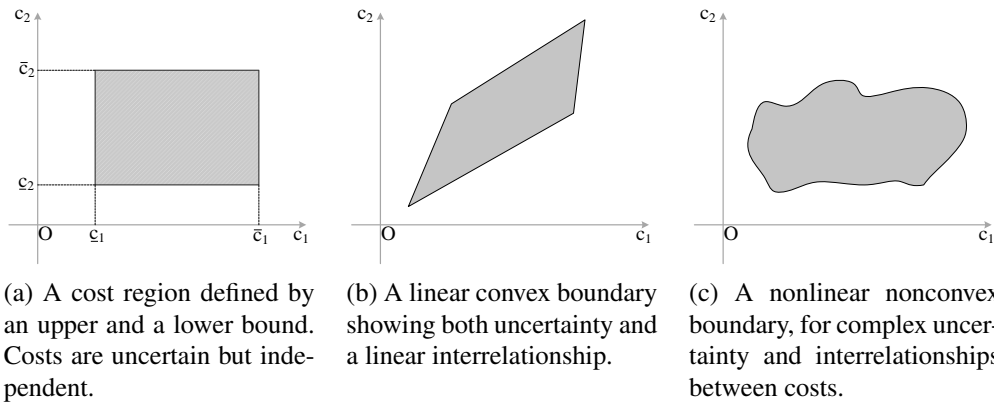 c₂
c̄₂
c̲₂
O
c̲₁
c̄₁
c₁
c₂
O
c₁
c₂
O
c₁
(a) A cost region defined by
an upper and a lower bound.
Costs are uncertain but inde-
pendent.
(b) A linear convex boundary
showing both uncertainty and
a linear interrelationship.
(c) A nonlinear nonconvex
boundary, for complex uncer-
tainty and interrelationships
between costs.